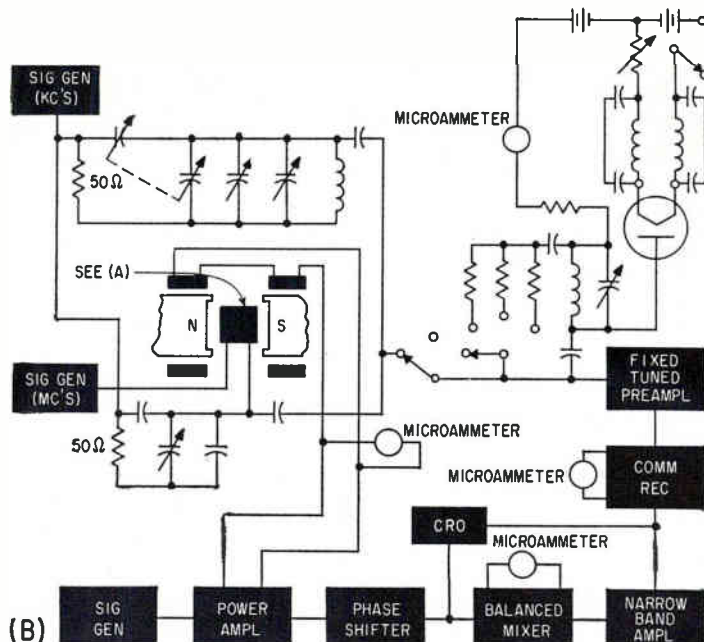 SIG GEN
(KC'S)
MICROAMMETER
50Ω
SEE (A)
N
S
SIG GEN
(MC'S)
FIXED
TUNED
PREAMPL
50Ω
MICROAMMETER
MICROAMMETER
COMM
REC
CRO
MICROAMMETER
(B)
SIG
GEN
POWER
AMPL
PHASE
SHIFTER
BALANCED
MIXER
NARROW
BAND
AMPL